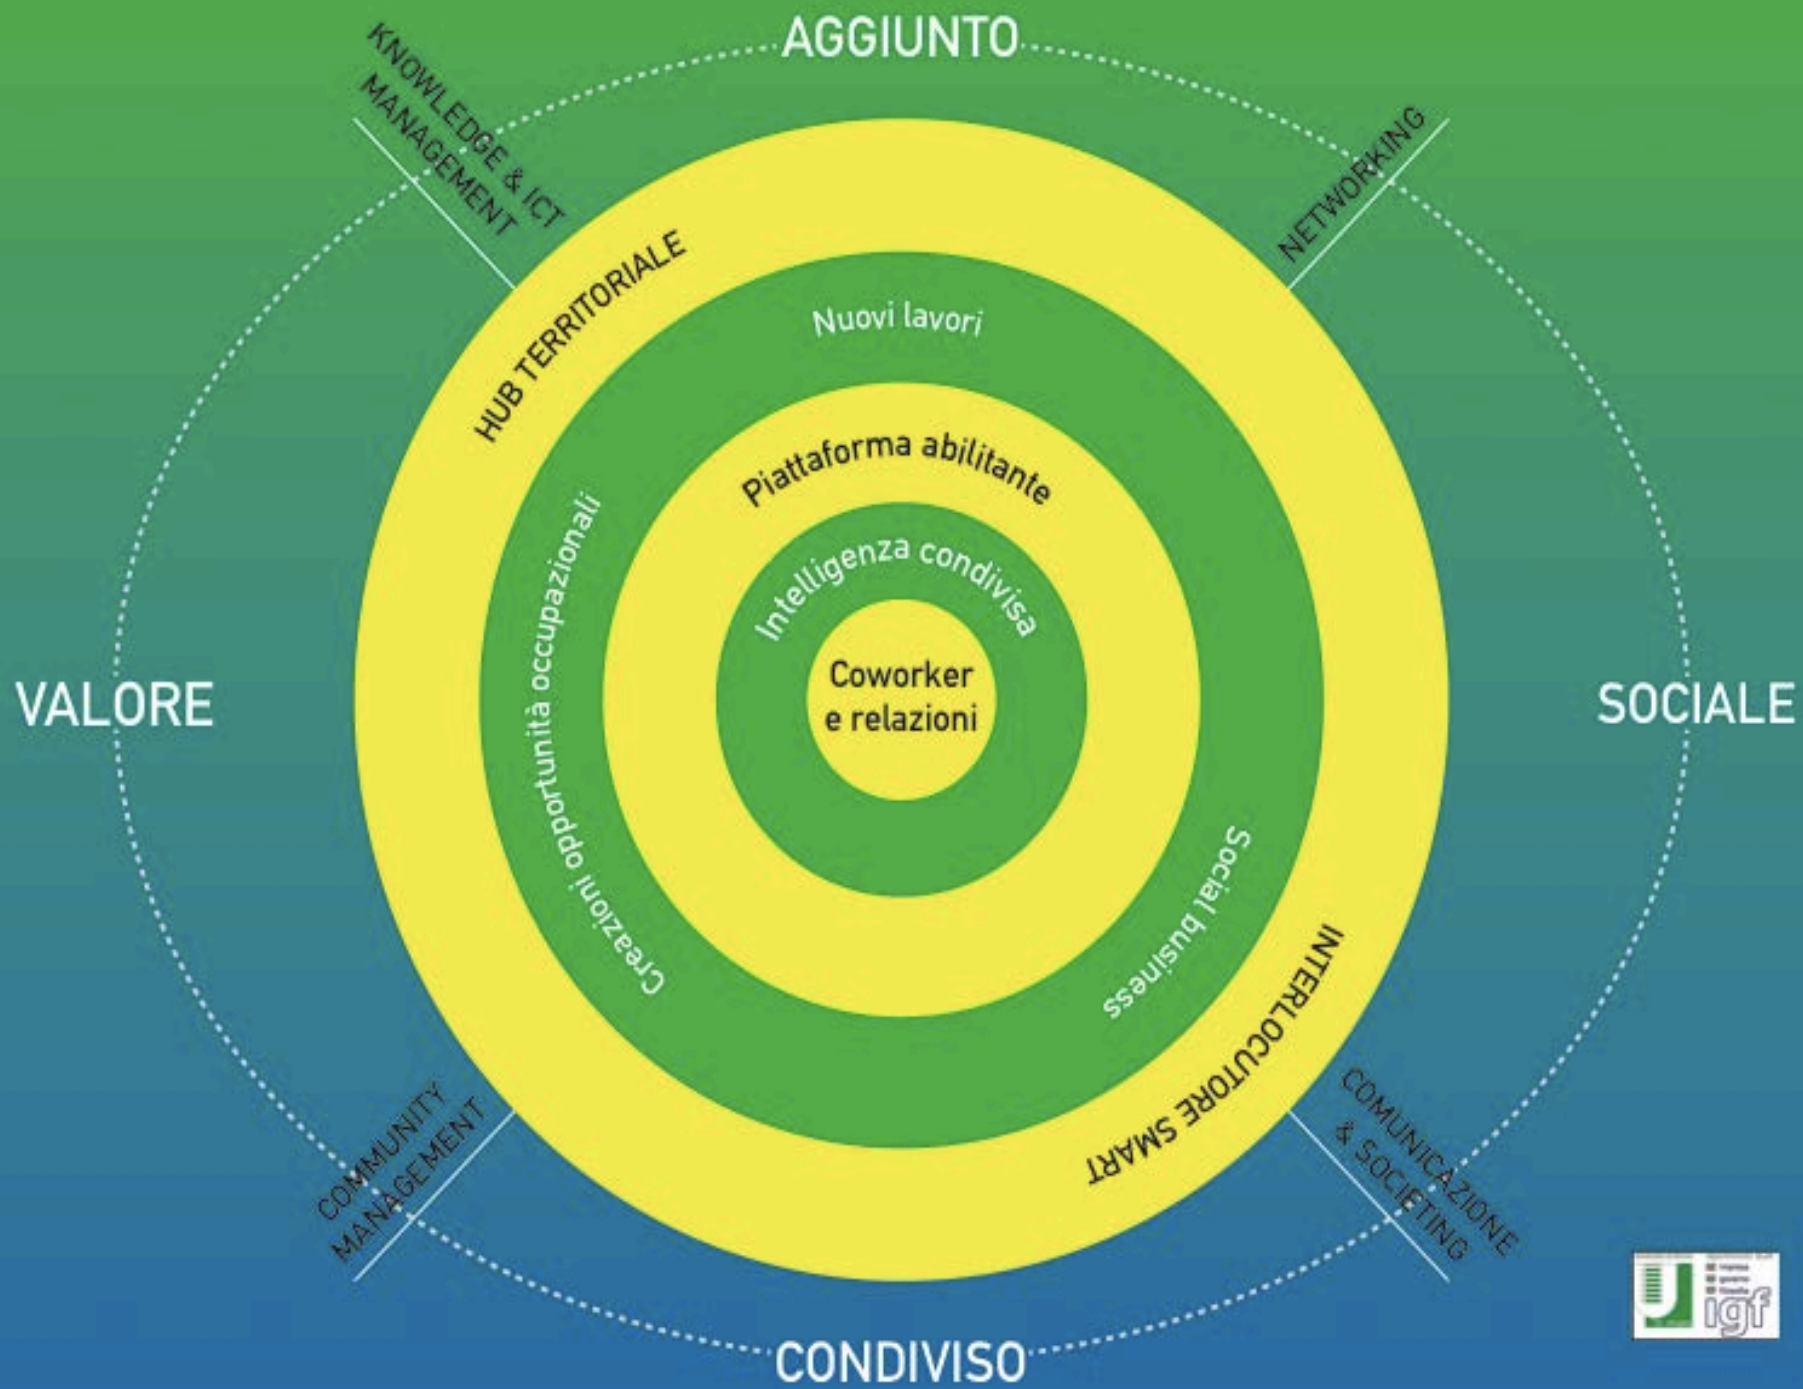 AGGIUNTO
KNOWLEDGE & ICT
MANAGEMENT
NETWORKING
HUB TERRITORIALE
Nuovi lavori
Piattaforma abilitante
Creazioni opportunità occupazionali
Intelligenza condivisa
Coworker
e relazioni
VALORE
SOCIALE
Social business
INTERLOCUTORE SMART
COMMUNITY
MANAGEMENT
COMUNICAZIONE
& SOCIETING
CONDIVISO
igf